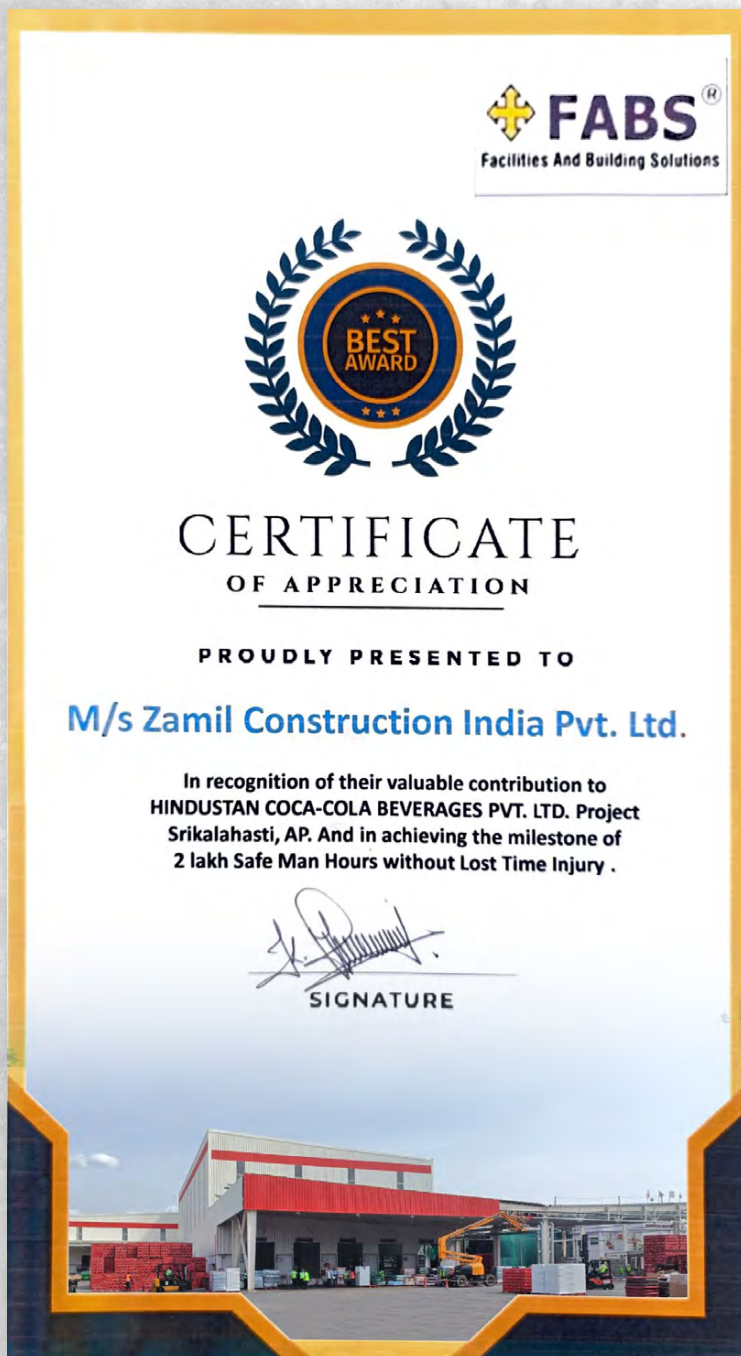 FABS®
Facilities And Building Solutions
BEST
AWARD
CERTIFICATE
OF APPRECIATION
PROUDLY PRESENTED TO
M/s Zamil Construction India Pvt. Ltd.
In recognition of their valuable contribution to
HINDUSTAN COCA-COLA BEVERAGES PVT. LTD. Project
Srikalahasti, AP. And in achieving the milestone of
2 lakh Safe Man Hours without Lost Time Injury .
SIGNATURE